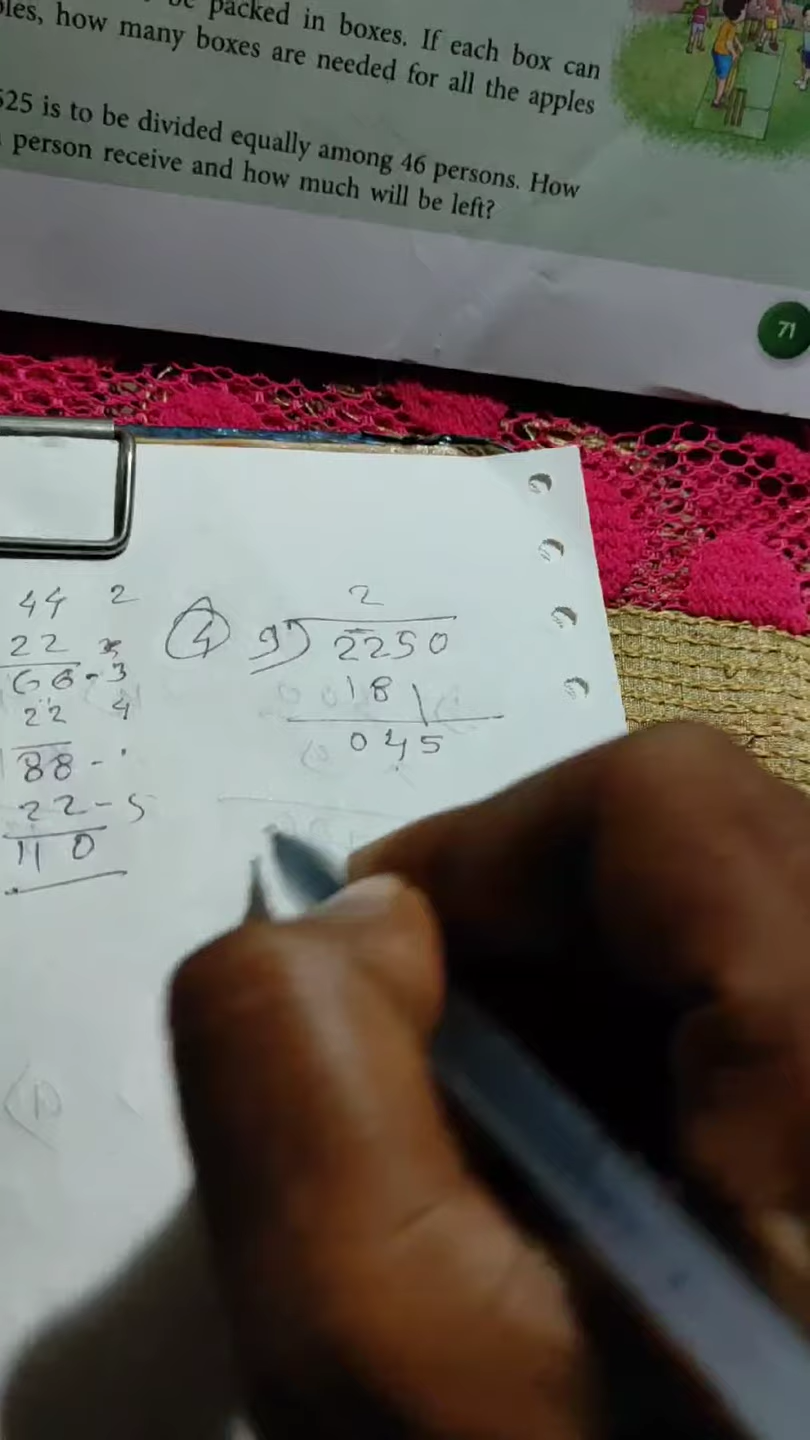 packed in boxes. If each box can
how many boxes are needed for all the apples
525 is to be divided equally among 46 persons. How
person receive and how much will be left?
71
44 2
22
66 - 3
22 4
88 -
22 - 5
110
4 9) 2250
2
18
045